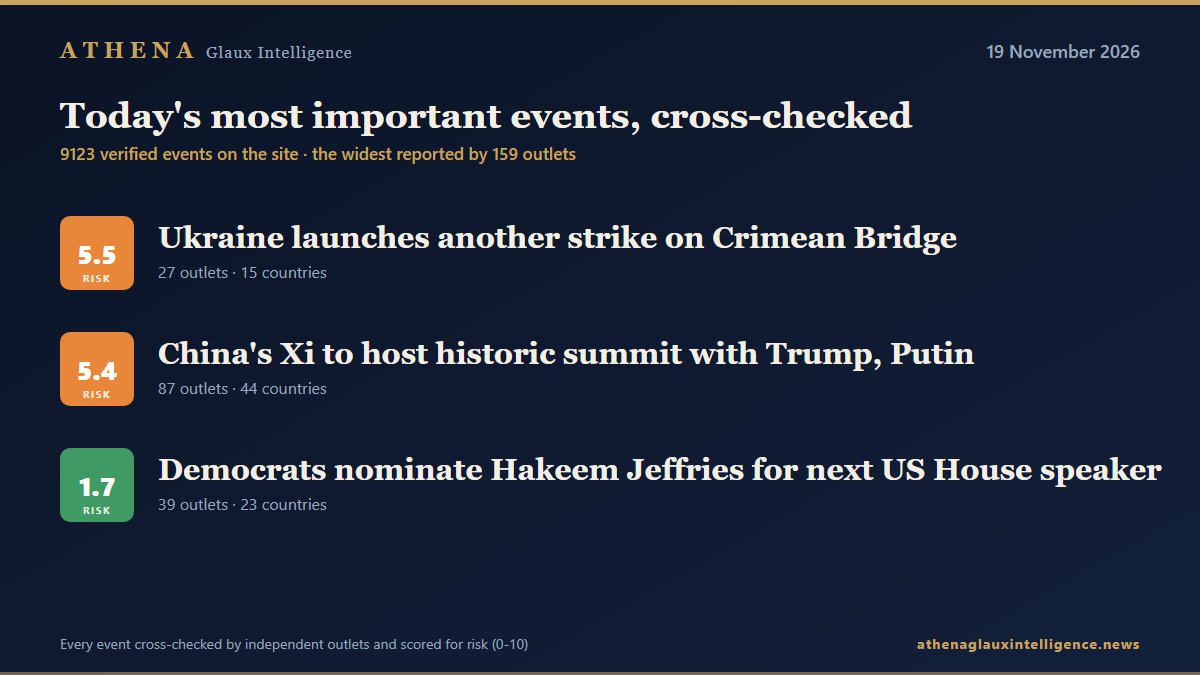 ATHENA Glaux Intelligence
19 November 2026
Today's most important events, cross-checked
9123 verified events on the site · the widest reported by 159 outlets
5.5
RISK
Ukraine launches another strike on Crimean Bridge
27 outlets · 15 countries
5.4
RISK
China's Xi to host historic summit with Trump, Putin
87 outlets · 44 countries
1.7
RISK
Democrats nominate Hakeem Jeffries for next US House speaker
39 outlets · 23 countries
Every event cross-checked by independent outlets and scored for risk (0-10)
athenaglauxintelligence.news